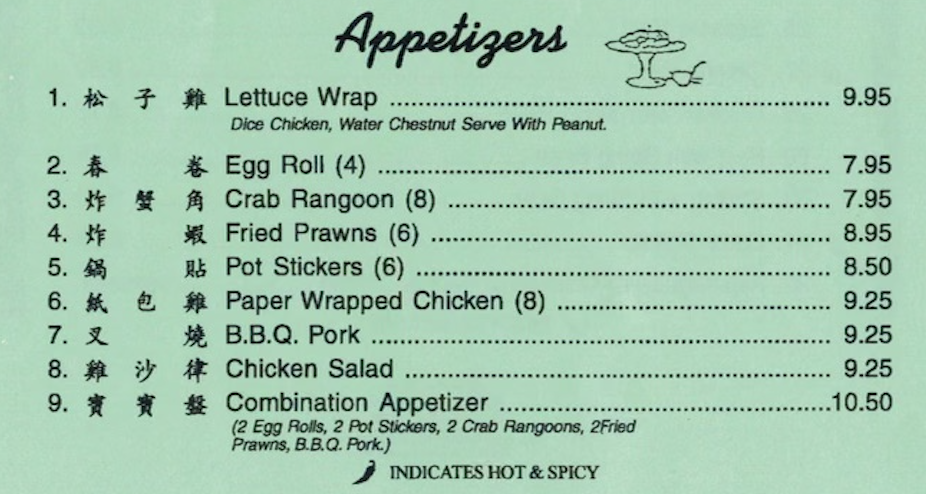 Appetizers
1. 松子雞 Lettuce Wrap 9.95
Dice Chicken, Water Chestnut Serve With Peanut.
2. 春卷 Egg Roll (4) 7.95
3. 炸蟹角 Crab Rangoon (8) 7.95
4. 炸蝦 Fried Prawns (6) 8.95
5. 鍋貼 Pot Stickers (6) 8.50
6. 紙包雞 Paper Wrapped Chicken (8) 9.25
7. 叉燒 B.B.Q. Pork 9.25
8. 雞沙律 Chicken Salad 9.25
9. 寶寶盤 Combination Appetizer 10.50
(2 Egg Rolls, 2 Pot Stickers, 2 Crab Rangoons, 2Fried
Prawns, B.B.Q. Pork.)
INDICATES HOT & SPICY